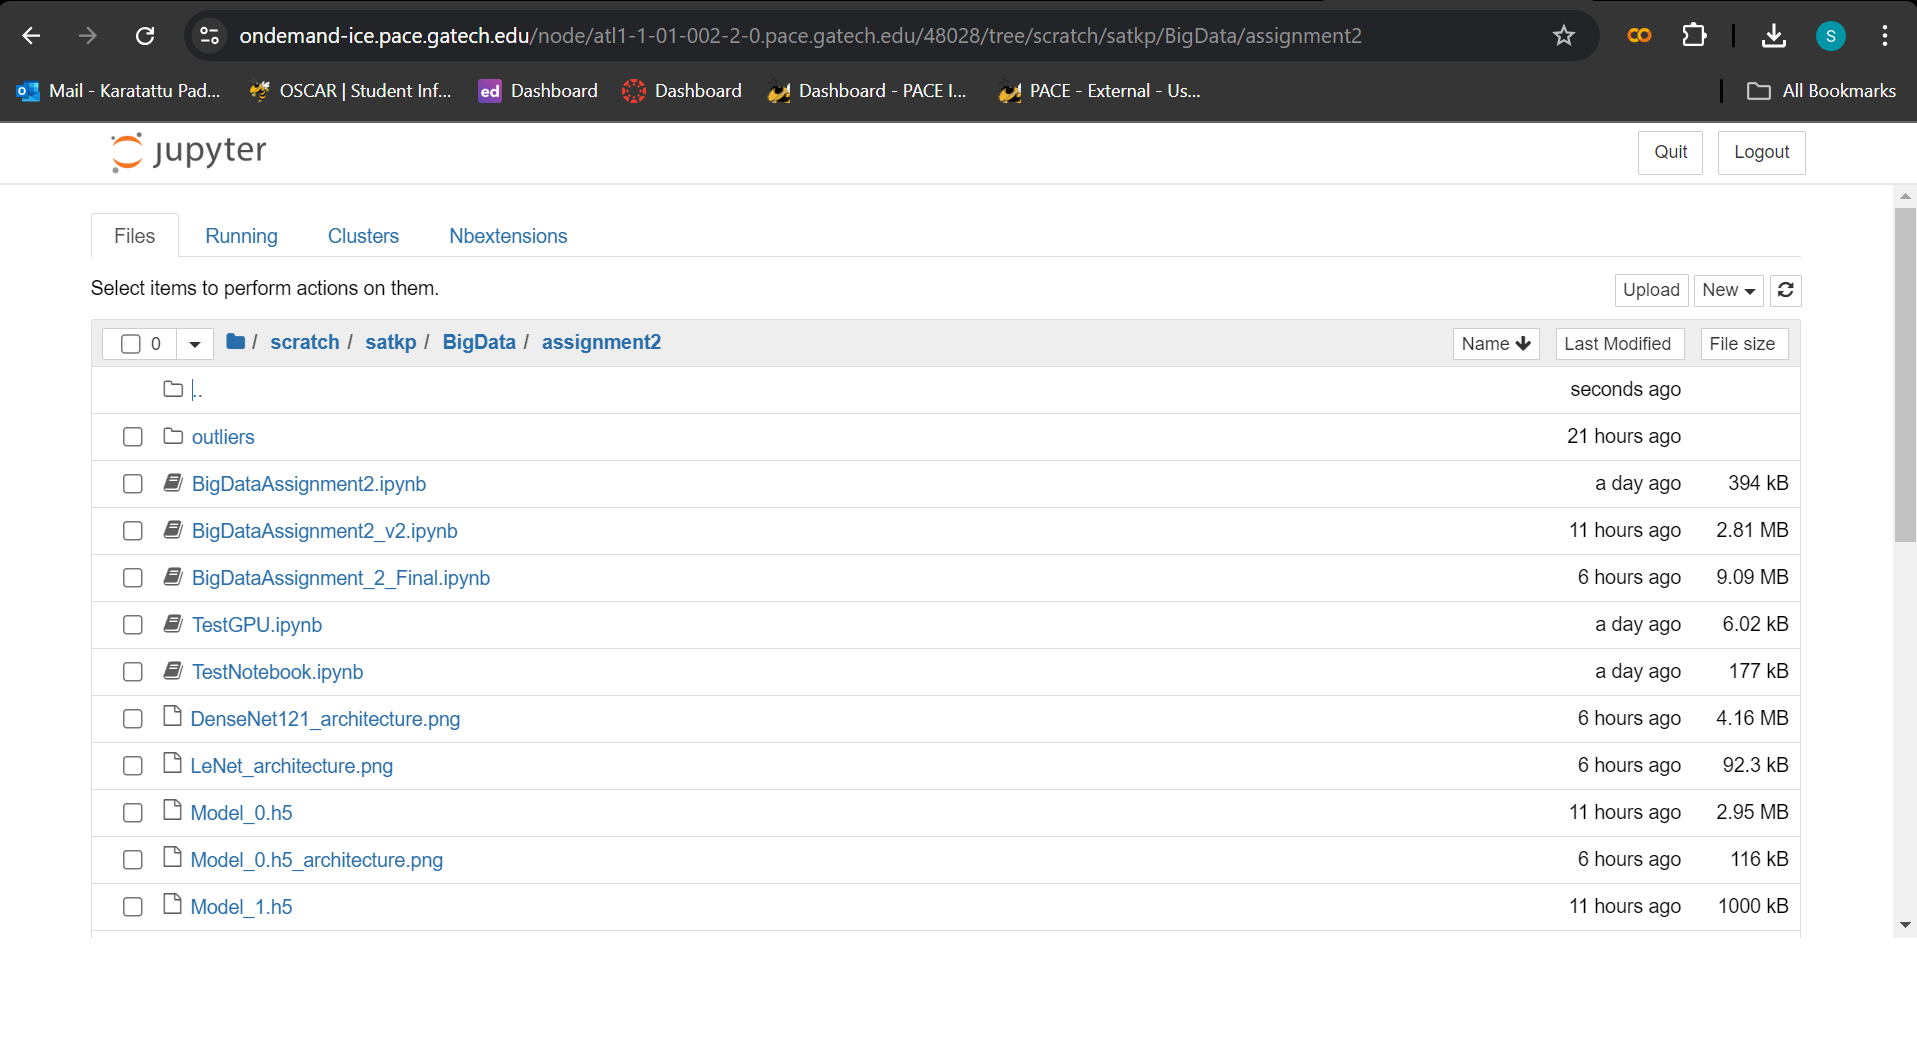 ondemand-ice.pace.gatech.edu/node/atl1-1-01-002-2-0.pace.gatech.edu/48028/tree/scratch/satkp/BigData/assignment2 S
Mail - Karatattu Pad... OSCAR | Student Inf... ed Dashboard Dashboard Dashboard - PACE I... PACE - External - Us... All Bookmarks
jupyter Quit Logout
Files Running Clusters Nbextensions
Select items to perform actions on them. Upload New
0 / scratch / satkp / BigData / assignment2 Name Last Modified File size
.. seconds ago
outliers 21 hours ago
BigDataAssignment2.ipynb a day ago 394 kB
BigDataAssignment2_v2.ipynb 11 hours ago 2.81 MB
BigDataAssignment_2_Final.ipynb 6 hours ago 9.09 MB
TestGPU.ipynb a day ago 6.02 kB
TestNotebook.ipynb a day ago 177 kB
DenseNet121_architecture.png 6 hours ago 4.16 MB
LeNet_architecture.png 6 hours ago 92.3 kB
Model_0.h5 11 hours ago 2.95 MB
Model_0.h5_architecture.png 6 hours ago 116 kB
Model_1.h5 11 hours ago 1000 kB